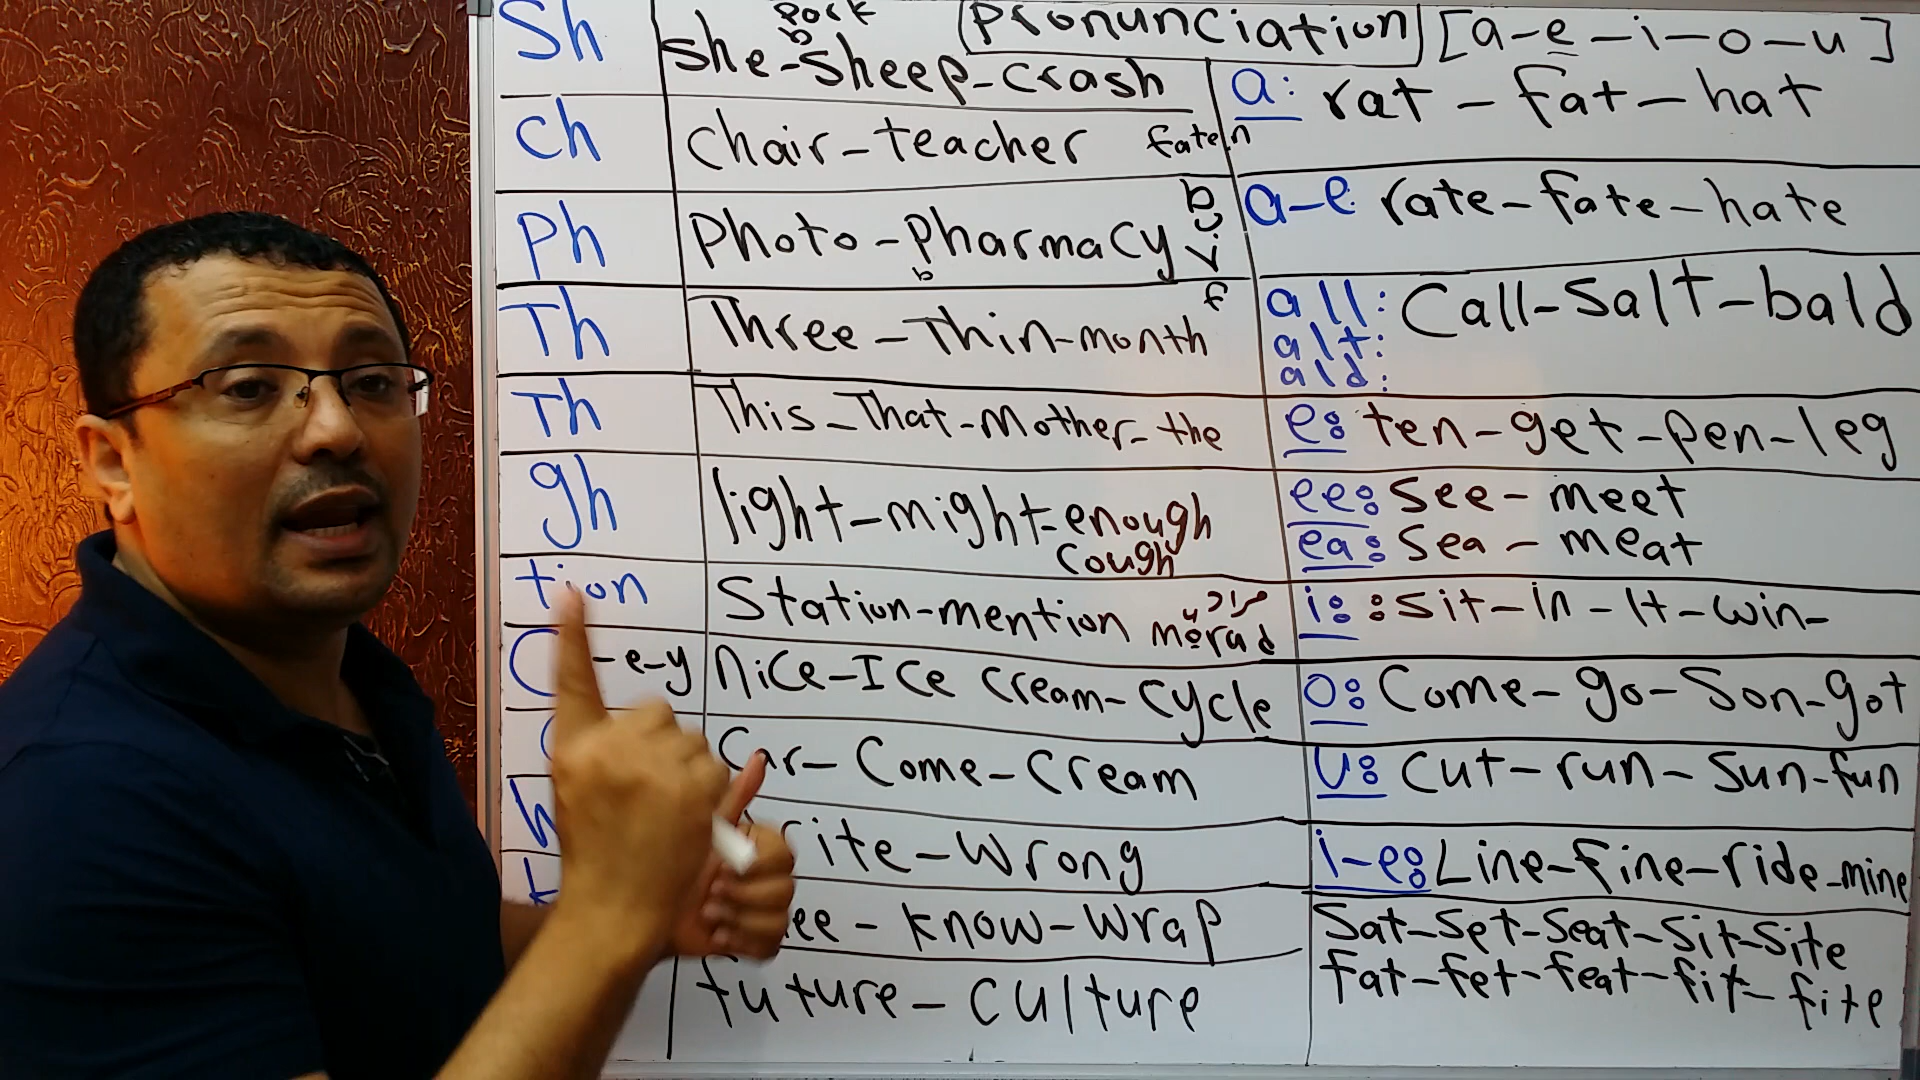 Pronunciation [a-e-i-o-u]
Sh
Pork
b
she-sheep-crash
ch
chair-teacher
fate/n
ph
photo-pharmacy
b
b
v
f
Th
Three-Thin-month
Th
This-That-Mother-the
gh
light-might-enough
cough
tion
Station-mention
مراد
morad
C -e-y
nice-Ice cream-cycle
Car-Come-cream
rite-wrong
ee-know-wrap
future-culture
a: rat-fat-hat
a-e rate-fate-hate
all: Call-Salt-bald
alt:
ald:
e: ten-get-pen-leg
ee: see-meet
ea: sea-meat
i: :sit-in-It-win-
o: Come-go-Son-got
u: cut-run-sun-fun
i-e: Line-fine-ride-mine
Sat-Set-Seat-Sit-Site
fat-fet-feat-fit-fite